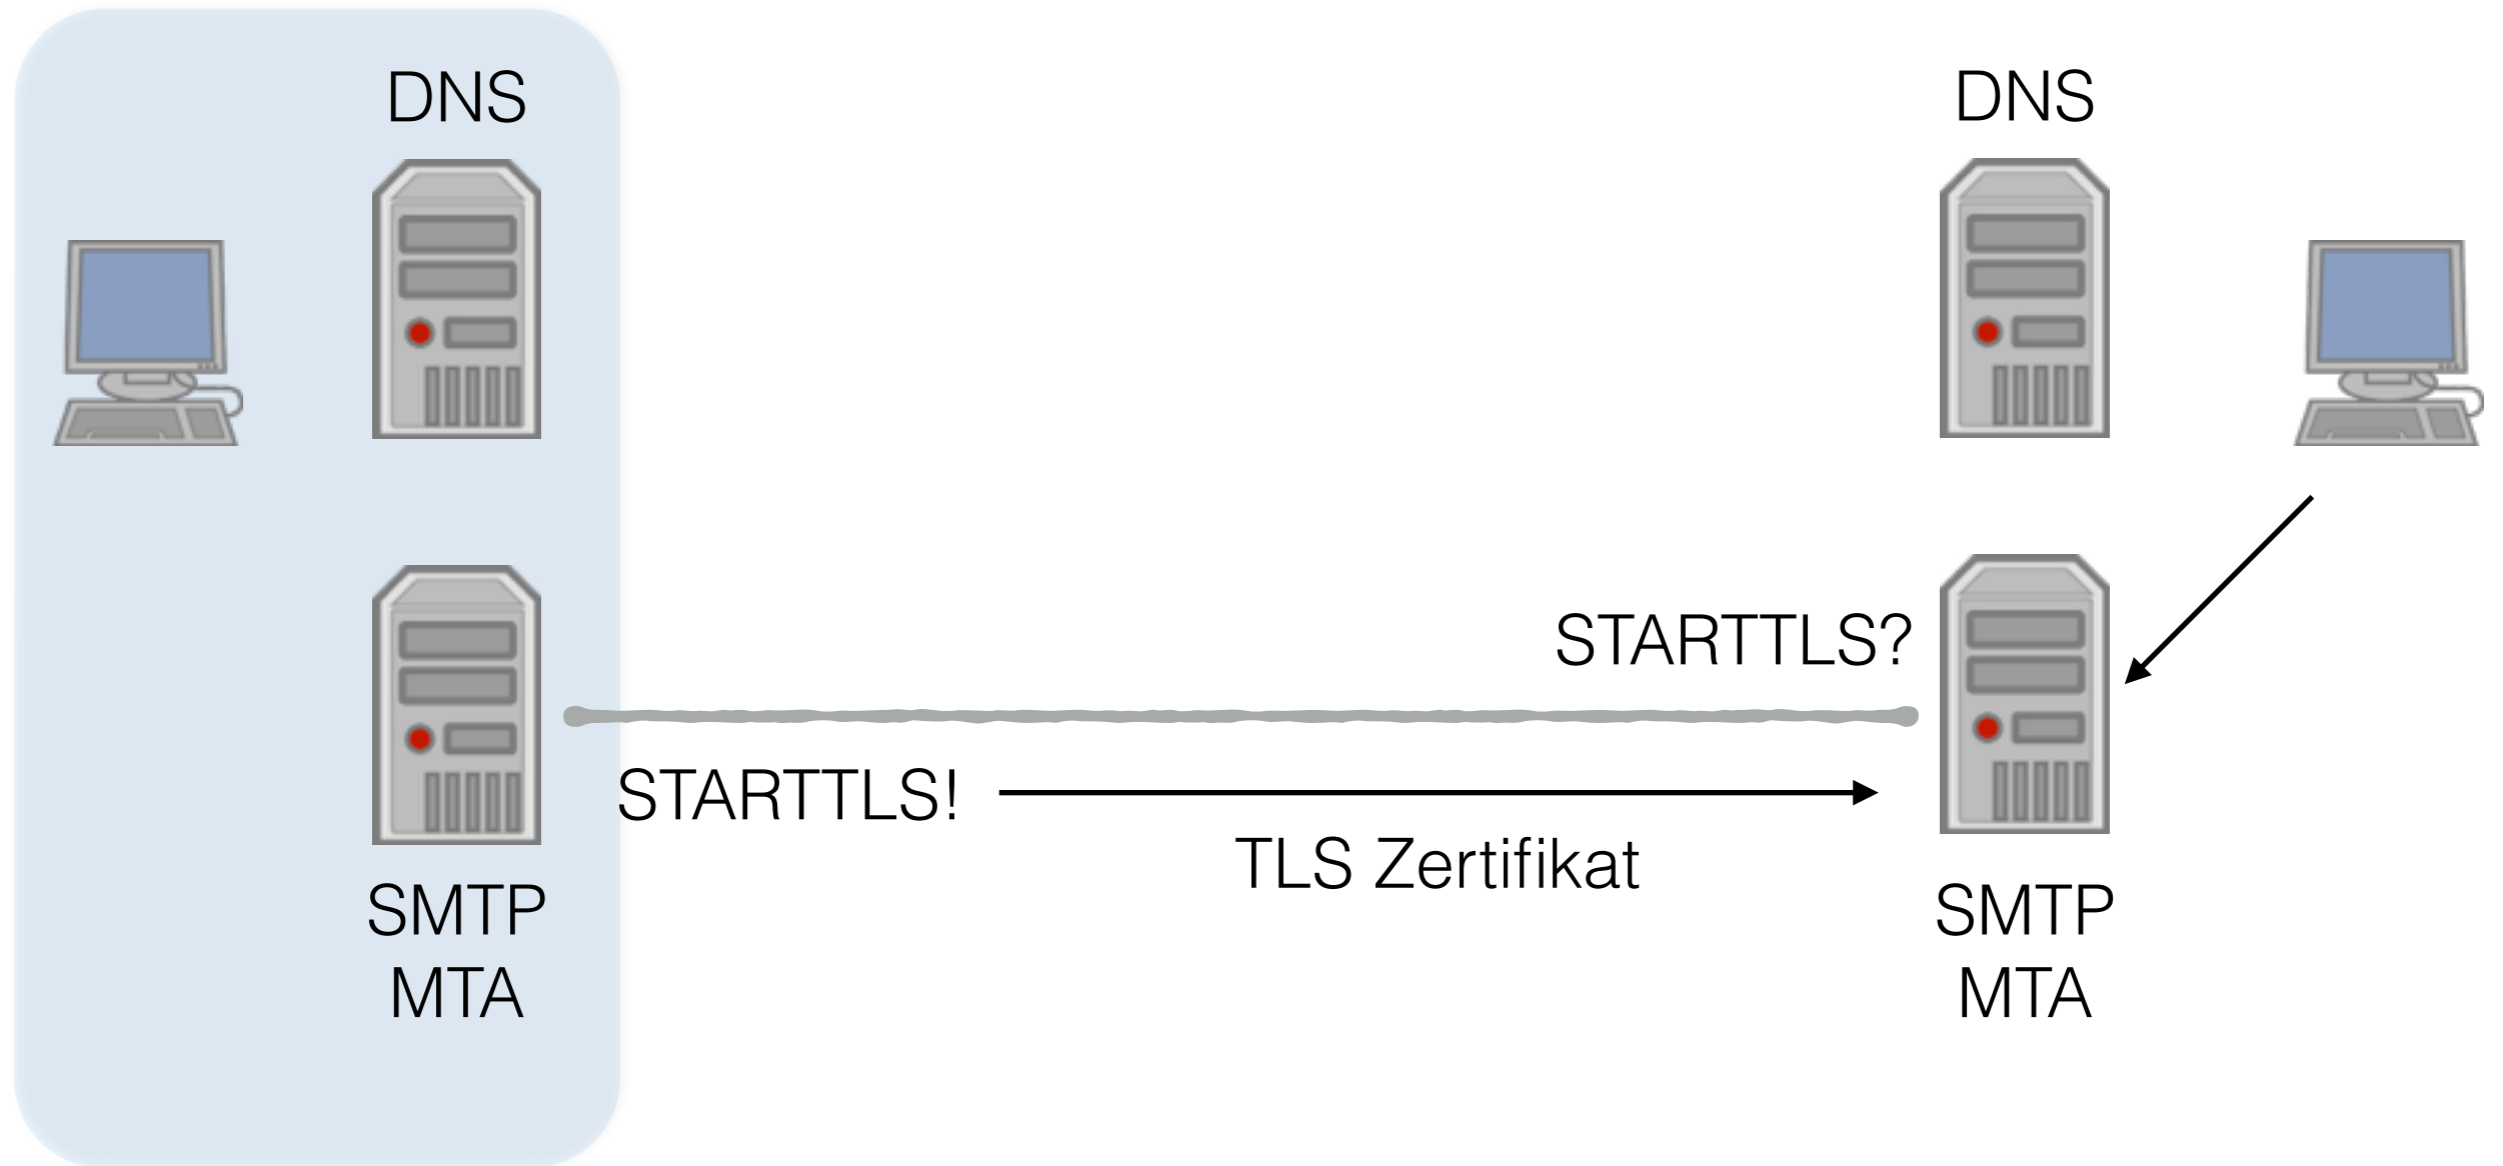 DNS
DNS
STARTTLS?
STARTTLS!
TLS Zertifikat
SMTP
MTA
SMTP
MTA